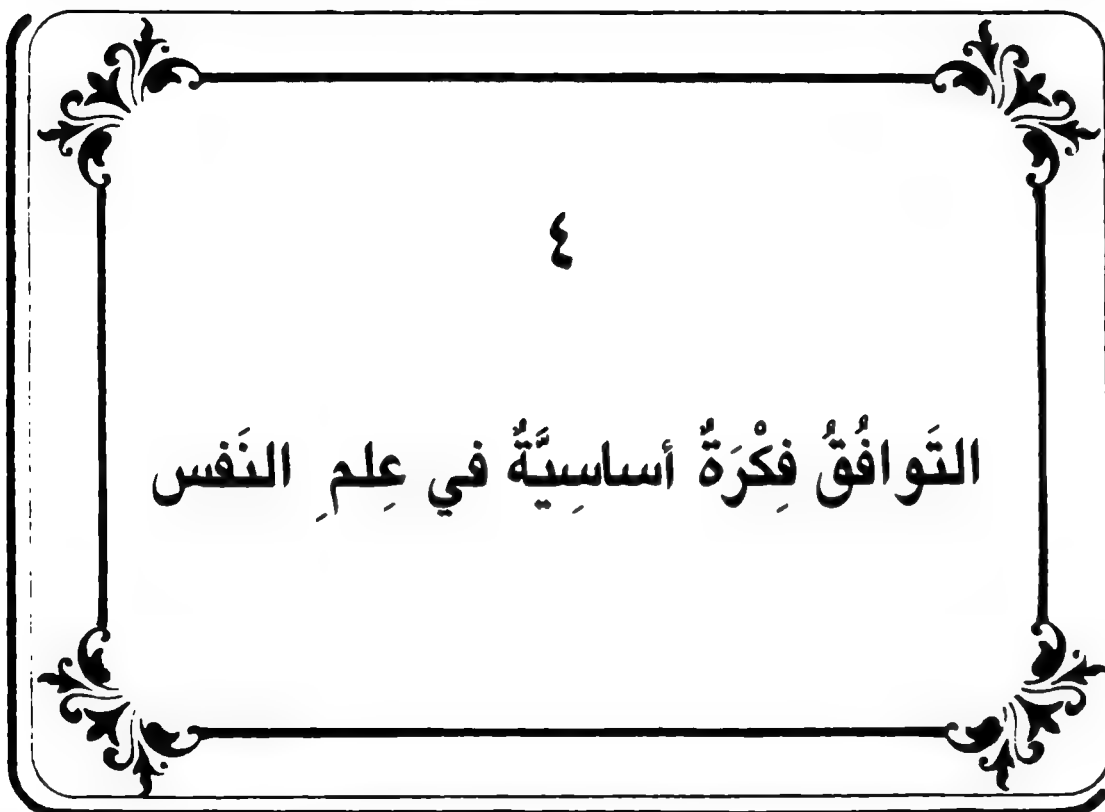 ٤
التَوافُقُ فِكْرَةٌ أساسِيَّةٌ في عِلمِ النَفس